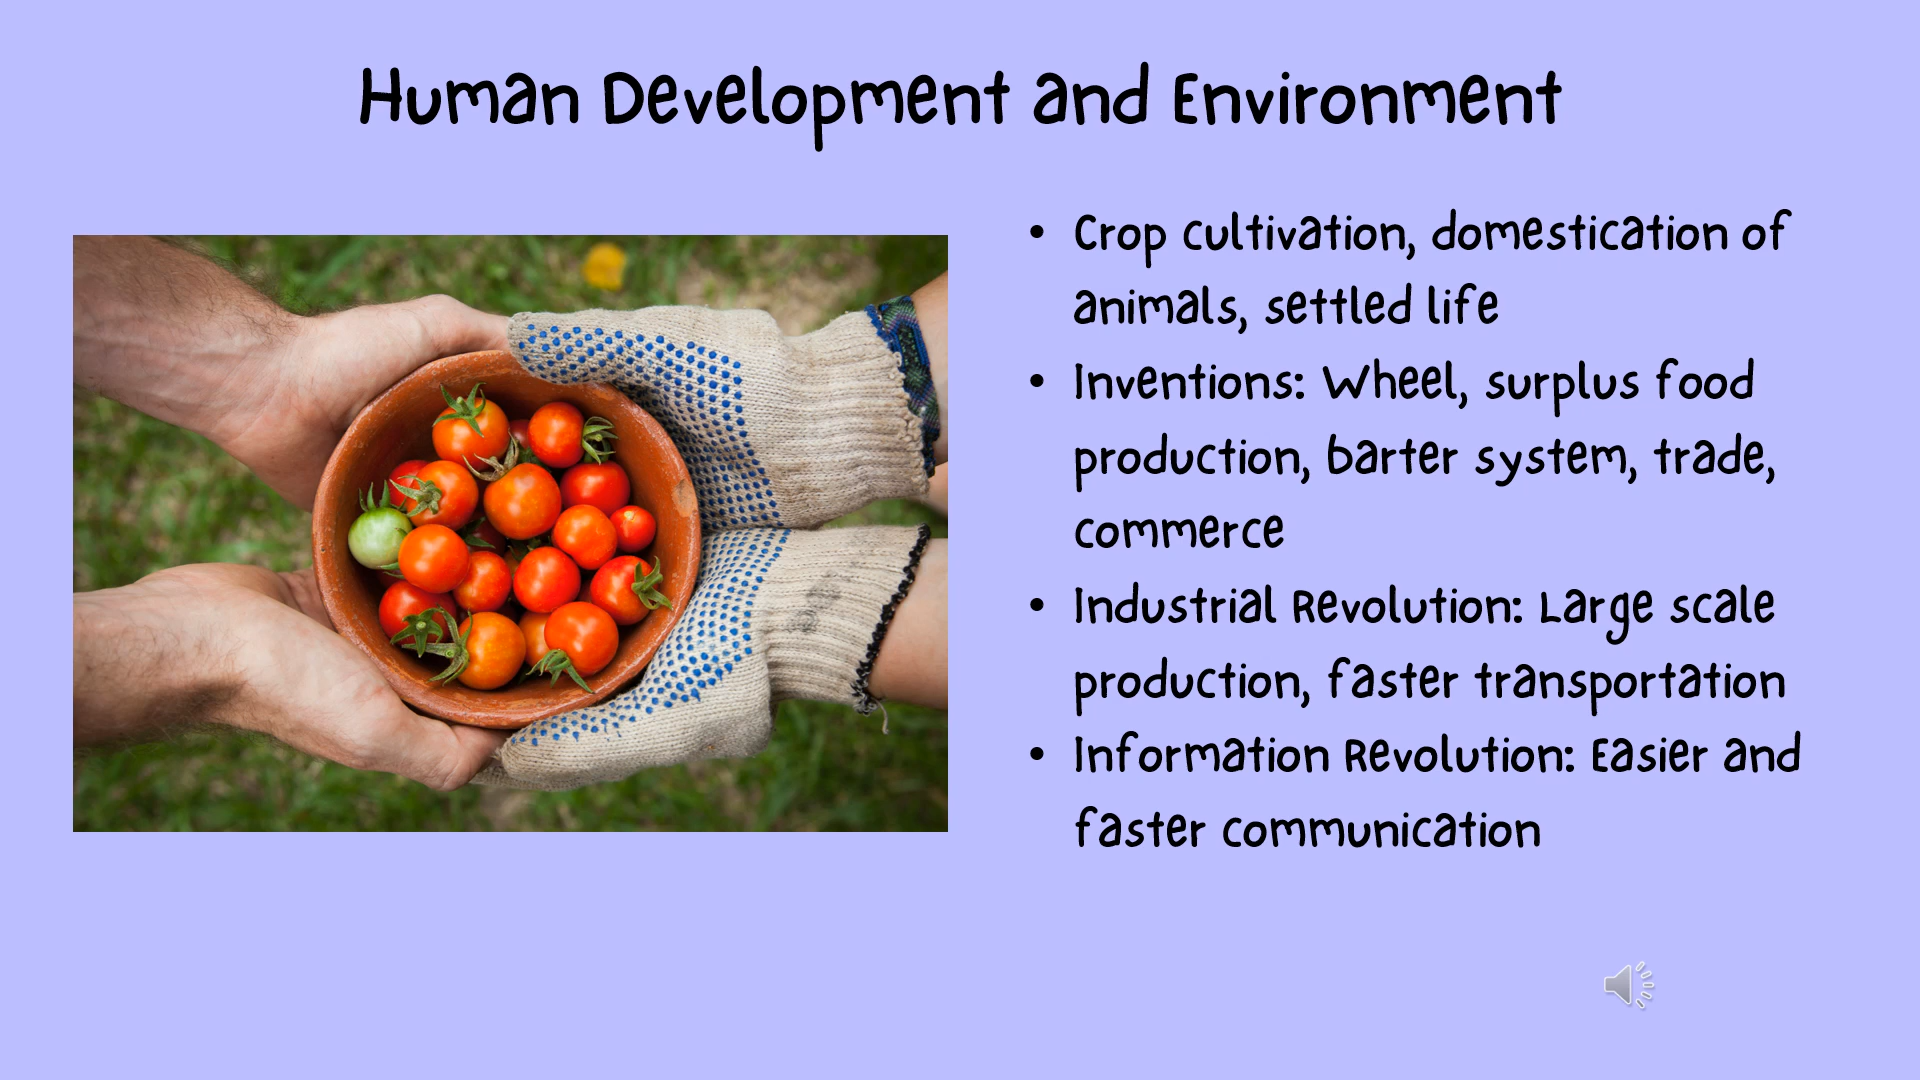 Human Development and Environment
• Crop cultivation, domestication of
animals, settled life
• Inventions: Wheel, surplus food
production, barter system, trade,
commerce
• Industrial Revolution: Large scale
production, faster transportation
• Information Revolution: Easier and
faster communication